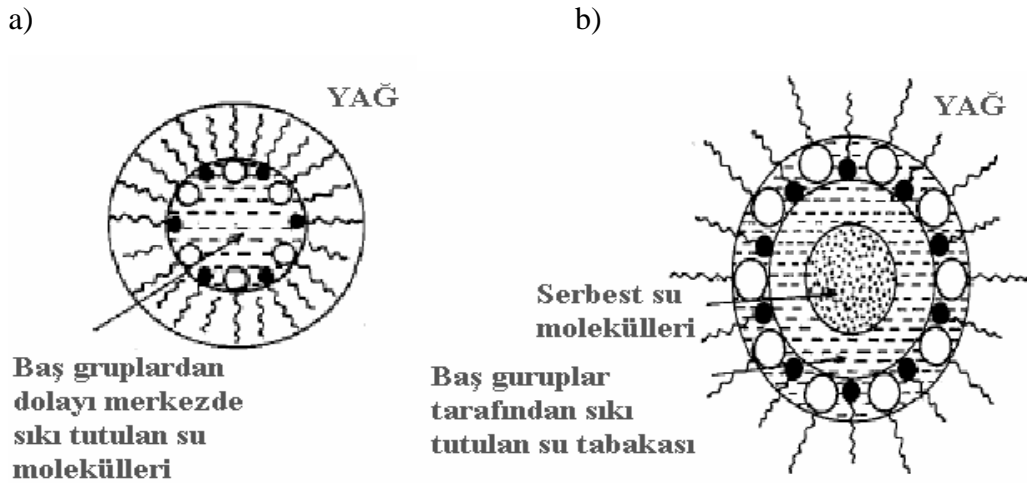 a)
b)
YAĞ
YAĞ
Baş gruplardan
dolayı merkezde
sıkı tutulan su
molekülleri
Serbest su
molekülleri
Baş guruplar
tarafından sıkı
tutulan su tabakası